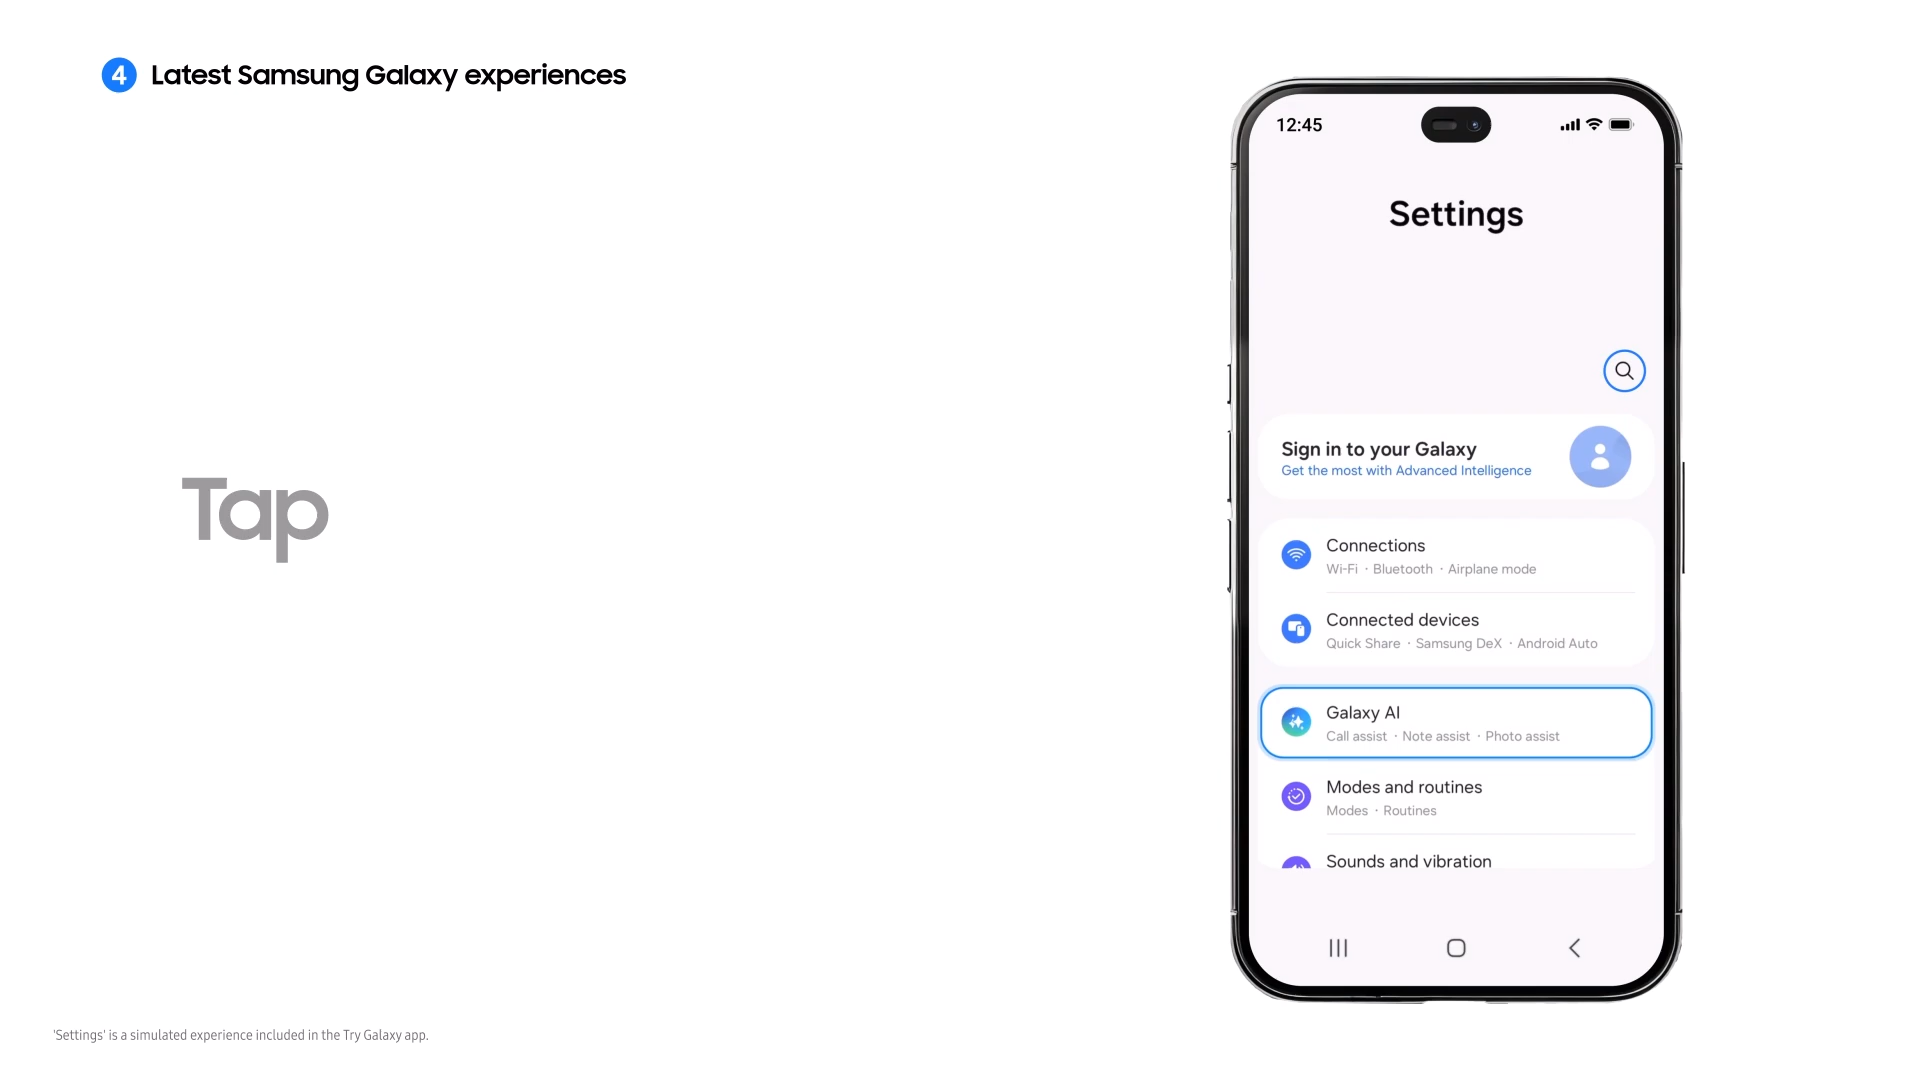 4 Latest Samsung Galaxy experiences
Tap
12:45
Settings
Sign in to your Galaxy
Get the most with Advanced Intelligence
Connections
Wi-Fi · Bluetooth · Airplane mode
Connected devices
Quick Share · Samsung DeX · Android Auto
Galaxy AI
Call assist · Note assist · Photo assist
Modes and routines
Modes · Routines
Sounds and vibration
'Settings' is a simulated experience included in the Try Galaxy app.